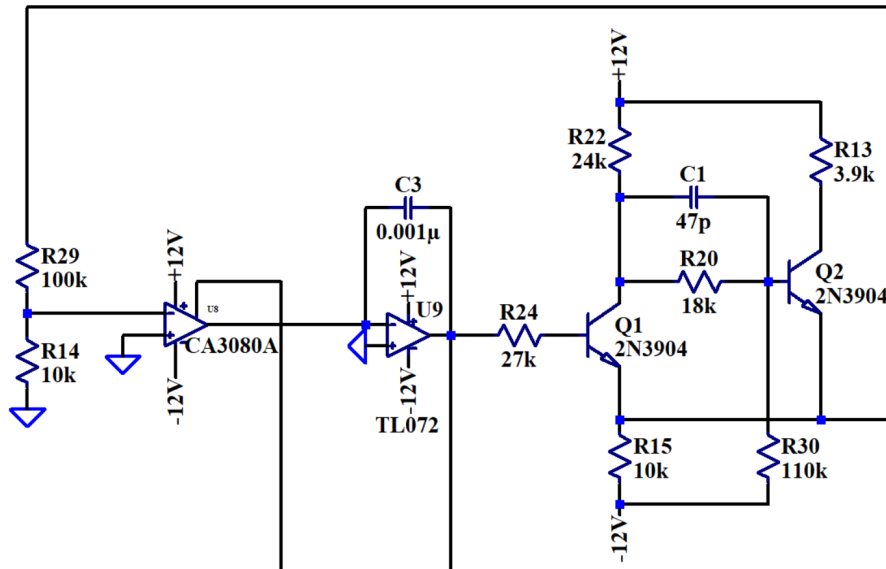 +12V
R22
24k
R13
3.9k
C1
47p
C3
0.001µ
R29
100k
+12V
U8
+12V
U9
R20
18k
Q2
2N3904
R24
27k
Q1
2N3904
CA3080A
R14
10k
-12V
-12V
TL072
R15
10k
R30
110k
-12V